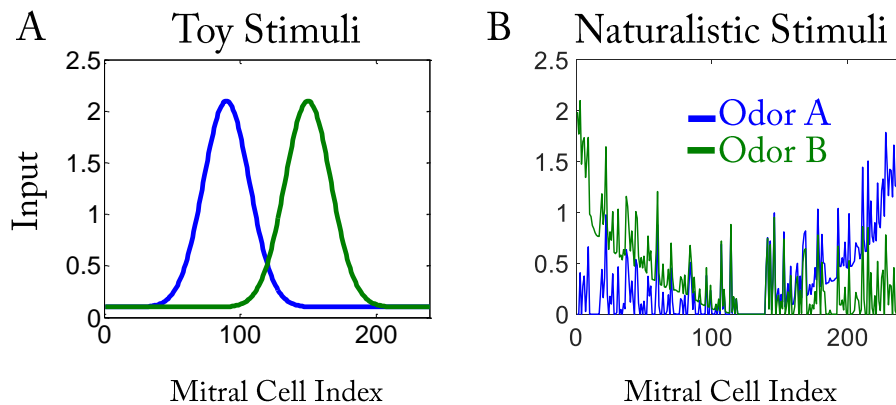 A
Toy Stimuli
2.5
2
1.5
1
0.5
0
0
100
200
Input
Mitral Cell Index
B
Naturalistic Stimuli
2.5
2
1.5
1
0.5
0
0
100
200
Odor A
Odor B
Mitral Cell Index